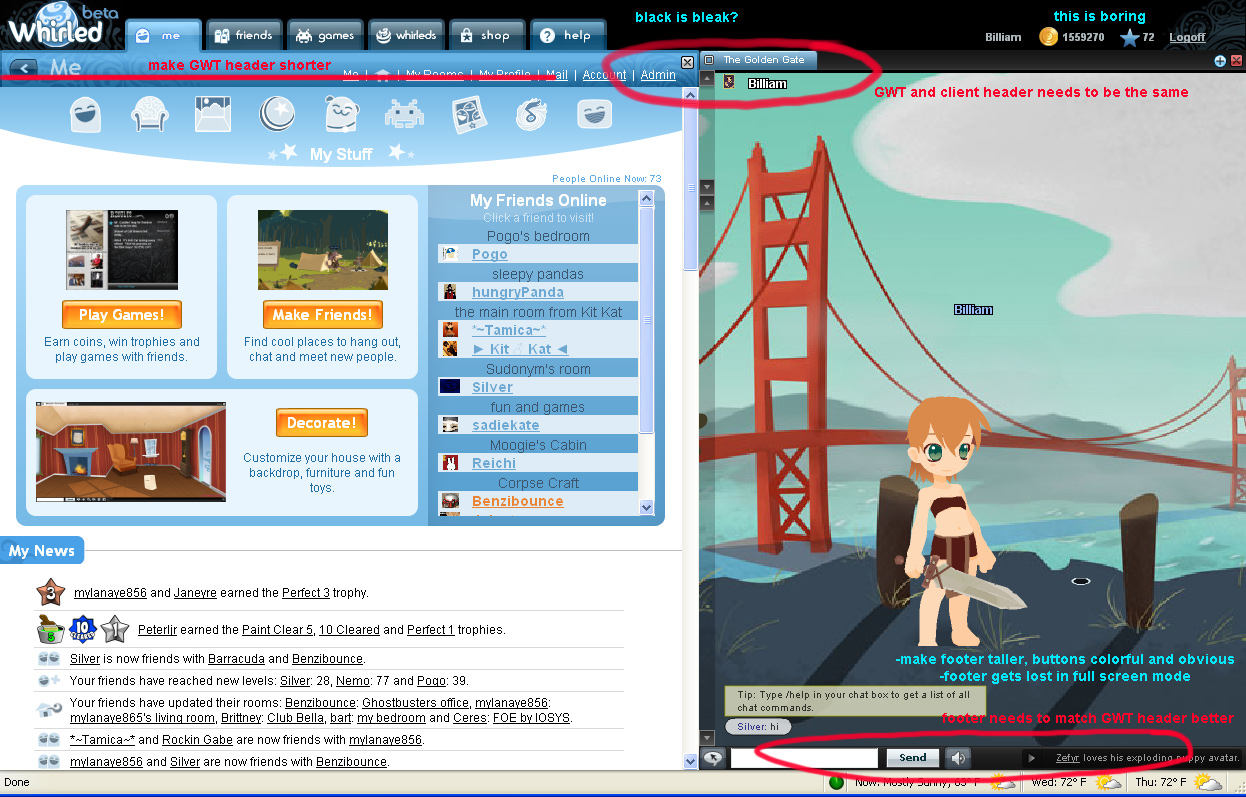 Whirled beta
me
friends
games
whirleds
shop
help
black is bleak?
this is boring
Billiam
1559270
72
Logoff
Me
make GWT header shorter
Me | My Rooms | My Profile | Mail | Account | Admin
The Golden Gate
Billiam
GWT and client header needs to be the same
My Stuff
People Online Now: 73
Play Games!
Earn coins, win trophies and
play games with friends.
Make Friends!
Find cool places to hang out,
chat and meet new people.
Decorate!
Customize your house with a
backdrop, furniture and fun
toys.
My Friends Online
Click a friend to visit!
Pogo's bedroom
Pogo
sleepy pandas
hungryPanda
the main room from Kit Kat
*~Tamica~*
► Kit Kat ◄
Sudonym's room
Silver
fun and games
sadiekate
Moogie's Cabin
Reichi
Corpse Craft
Benzibounce
Billiam
My News
3
mylanaye856 and Janeyre earned the Perfect 3 trophy.
5
10
1
Peterljr earned the Paint Clear 5, 10 Cleared and Perfect 1 trophies.
Silver is now friends with Barracuda and Benzibounce.
Your friends have reached new levels: Silver: 28, Nemo: 77 and Pogo: 39.
Your friends have updated their rooms: Benzibounce: Ghostbusters office, mylanaye856:
mylanaye865's living room, Brittney: Club Bella, bart: my bedroom and Ceres: FOE by IOSYS.
*~Tamica~* and Rockin Gabe are now friends with mylanaye856.
mylanaye856 and Silver are now friends with Benzibounce.
-make footer taller, buttons colorful and obvious
-footer gets lost in full screen mode
Tip: Type /help in your chat box to get a list of all
chat commands.
footer needs to match GWT header better
Silver: hi
Send
Zefyr loves his exploding puppy avatar.
Done
Now: Mostly Sunny, 63° F
Wed: 72° F
Thu: 72° F